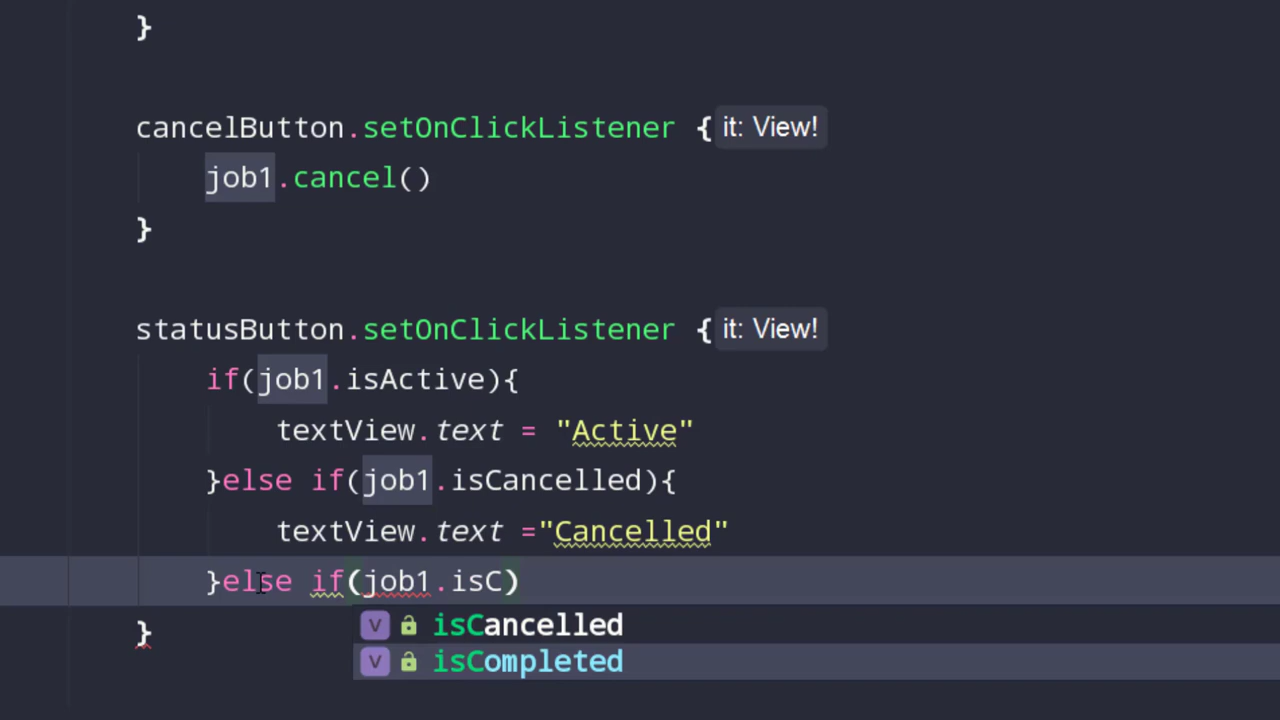 }
cancelButton.setOnClickListener { it: View!
job1.cancel()
}
statusButton.setOnClickListener { it: View!
if(job1.isActive){
textView.text = "Active"
}else if(job1.isCancelled){
textView.text ="Cancelled"
}else if(job1.isC)
v isCancelled
} 
v isCompleted